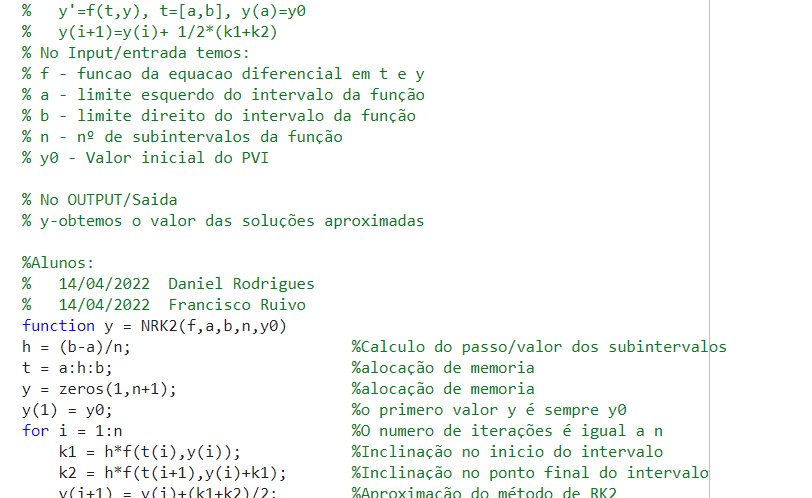 %   y'=f(t,y), t=[a,b], y(a)=y0
%   y(i+1)=y(i)+ 1/2*(k1+k2)
% No Input/entrada temos:
% f - funcao da equacao diferencial em t e y
% a - limite esquerdo do intervalo da função
% b - limite direito do intervalo da função
% n - nº de subintervalos da função
% y0 - Valor inicial do PVI
% No OUTPUT/Saida
% y-obtemos o valor das soluções aproximadas
%Alunos:
%   14/04/2022  Daniel Rodrigues
%   14/04/2022  Francisco Ruivo
function y = NRK2(f,a,b,n,y0)
h = (b-a)/n;                        %Calculo do passo/valor dos subintervalos
t = a:h:b;                          %alocação de memoria
y = zeros(1,n+1);                   %alocação de memoria
y(1) = y0;                          %o primero valor y é sempre y0
for i = 1:n                         %O numero de iterações é igual a n
    k1 = h*f(t(i),y(i));            %Inclinação no inicio do intervalo
    k2 = h*f(t(i+1),y(i)+k1);       %Inclinação no ponto final do intervalo
    y(i+1) = y(i)+(k1+k2)/2;        %Aproximação do método de RK2